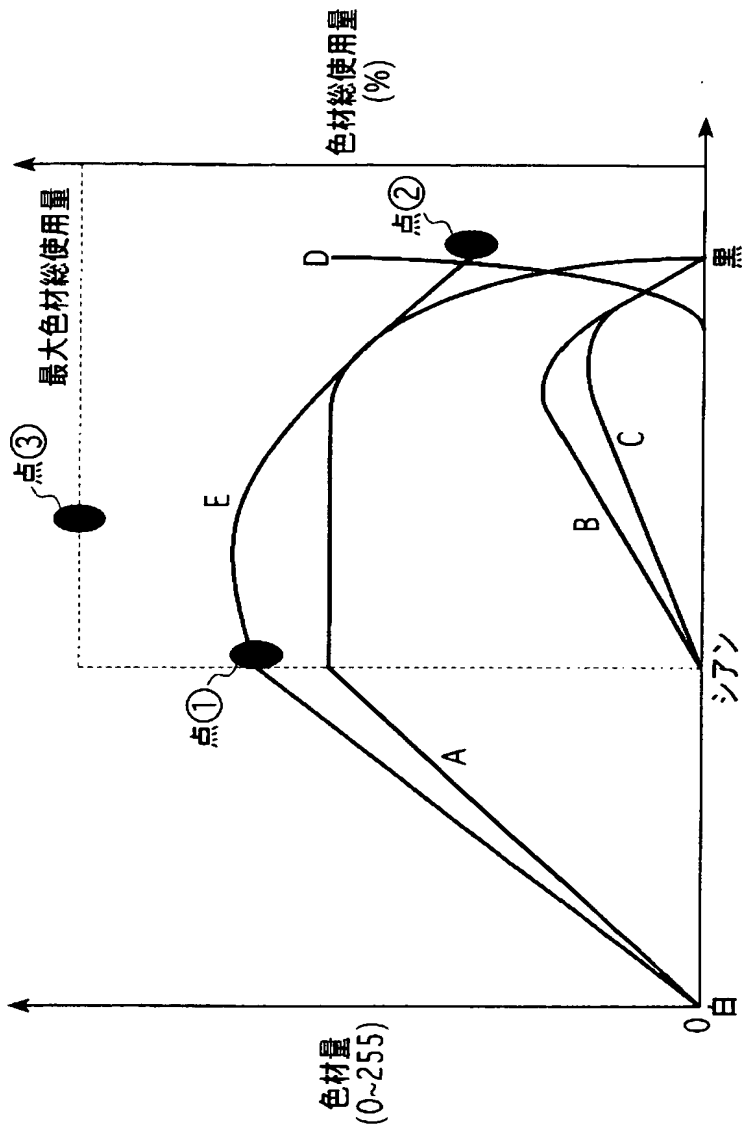 色材量
(0~255)
色材総使用量
(%)
最大色材総使用量
点③
点①
点②
E
D
A
B
C
0
白
シアン
黒